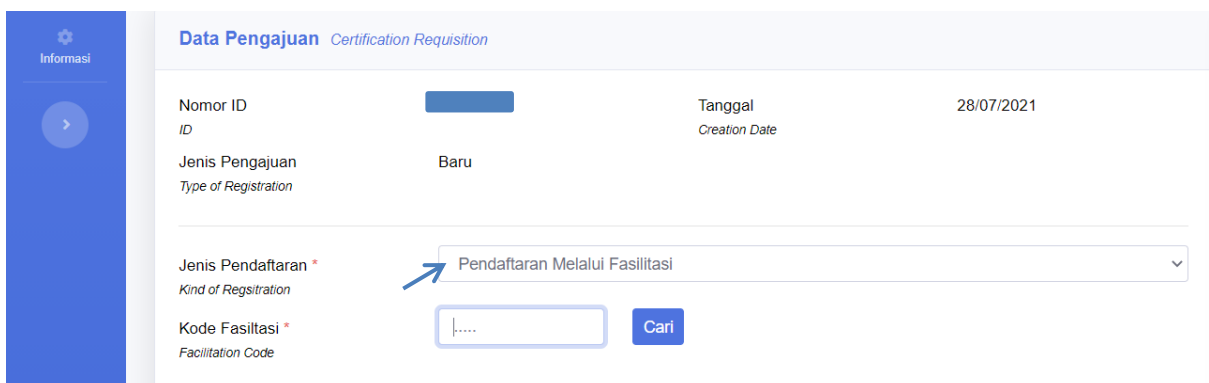 Informasi
Data Pengajuan Certification Requisition
Nomor ID
ID
Tanggal 28/07/2021
Creation Date
Jenis Pengajuan Baru
Type of Registration
Jenis Pendaftaran * Pendaftaran Melalui Fasilitasi
Kind of Regsitration
Kode Fasiltasi * ..... Cari
Facilitation Code